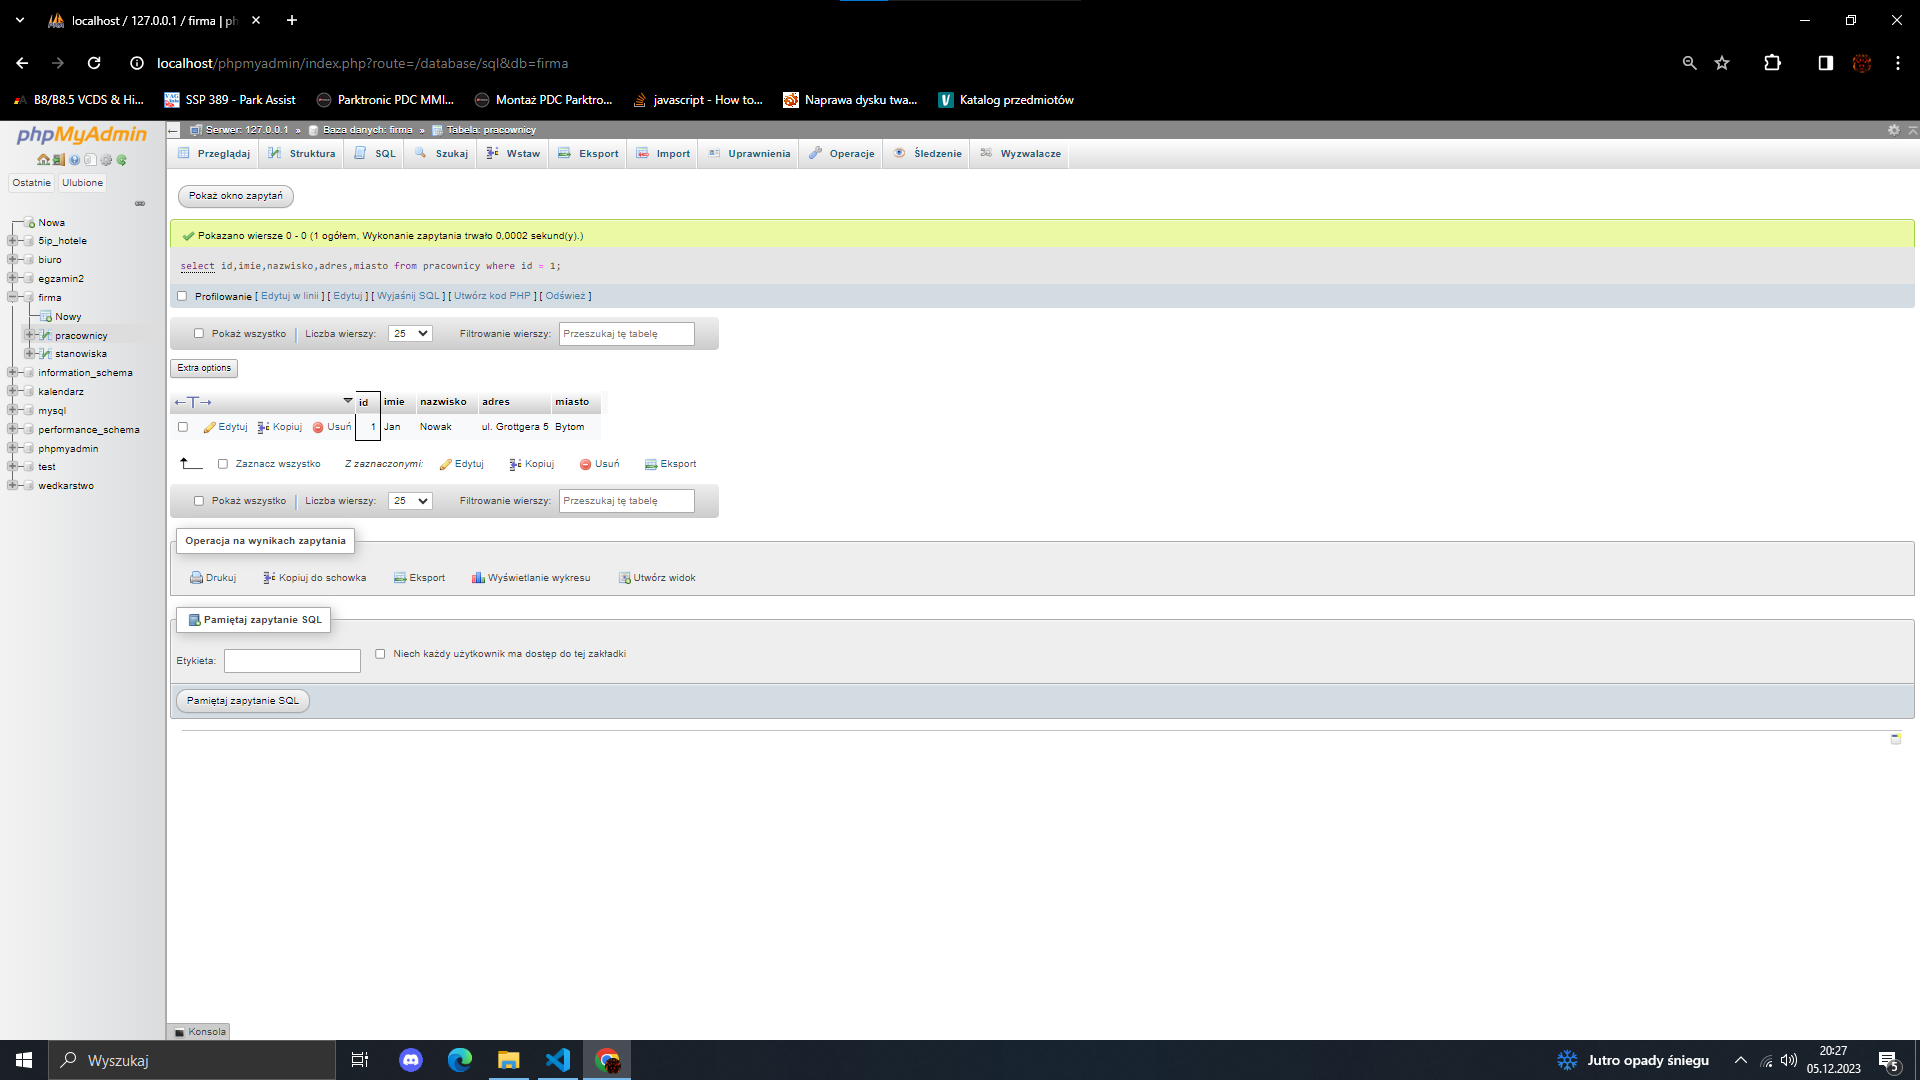 localhost / 127.0.0.1 / firma | ph
localhost/phpmyadmin/index.php?route=/database/sql&db=firma
B8/B8.5 VCDS & Hi... SSP 389 - Park Assist Parktronic PDC MMI... Montaż PDC Parktro... javascript - How to... Naprawa dysku twa... Katalog przedmiotów
phpMyAdmin
Ostatnie Ulubione
Nowa
5ip_hotele
biuro
egzamin2
firma
Nowy
pracownicy
stanowiska
information_schema
kalendarz
mysql
performance_schema
phpmyadmin
test
wedkarstwo
Serwer: 127.0.0.1 » Baza danych: firma » Tabela: pracownicy
Przeglądaj Struktura SQL Szukaj Wstaw Eksport Import Uprawnienia Operacje Śledzenie Wyzwalacze
Pokaż okno zapytań
Pokazano wiersze 0 - 0 (1 ogółem, Wykonanie zapytania trwało 0,0002 sekund(y).)
select id,imie,nazwisko,adres,miasto from pracownicy where id = 1;
Profilowanie [ Edytuj w linii ] [ Edytuj ] [ Wyjaśnij SQL ] [ Utwórz kod PHP ] [ Odśwież ]
Pokaż wszystko Liczba wierszy: 25 Filtrowanie wierszy: Przeszukaj tę tabelę
Extra options
←T→ id imie nazwisko adres miasto
Edytuj Kopiuj Usuń 1 Jan Nowak ul. Grottgera 5 Bytom
Zaznacz wszystko Z zaznaczonymi: Edytuj Kopiuj Usuń Eksport
Pokaż wszystko Liczba wierszy: 25 Filtrowanie wierszy: Przeszukaj tę tabelę
Operacja na wynikach zapytania
Drukuj Kopiuj do schowka Eksport Wyświetlanie wykresu Utwórz widok
Pamiętaj zapytanie SQL
Etykieta: Niech każdy użytkownik ma dostęp do tej zakładki
Pamiętaj zapytanie SQL
Konsola
Wyszukaj
Jutro opady śniegu
20:27
05.12.2023
5